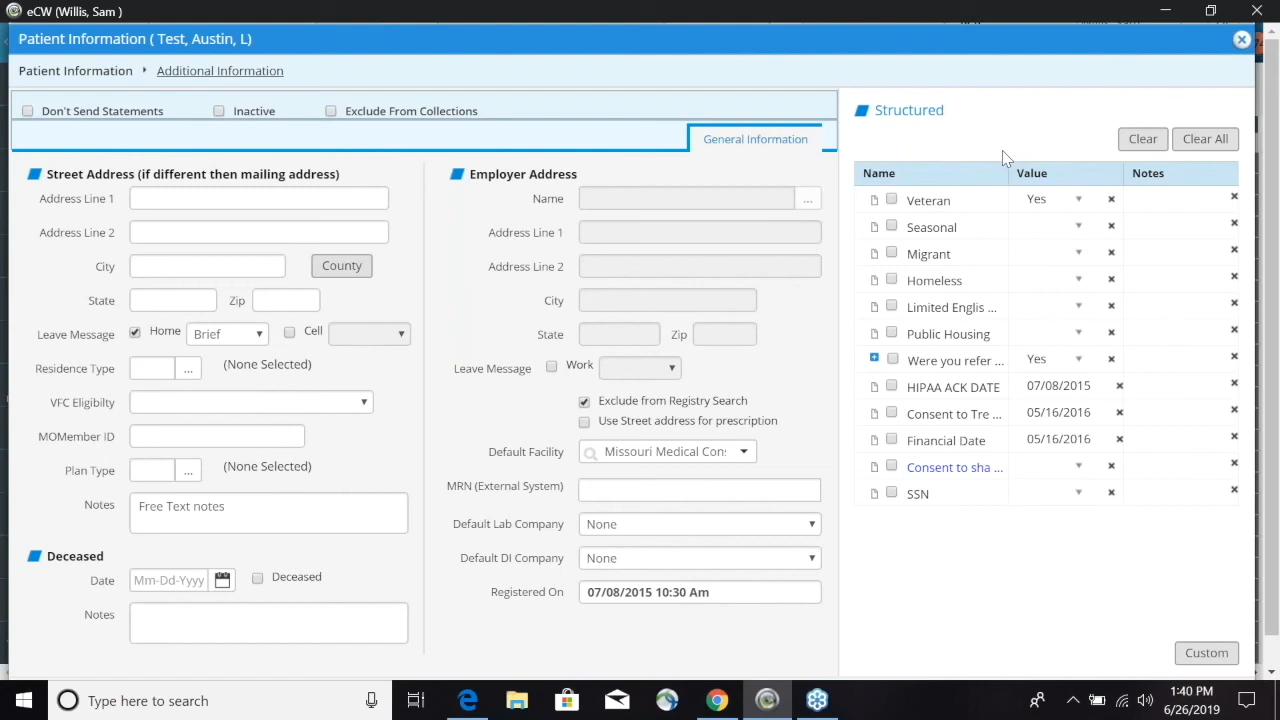 eCW (Willis, Sam )
Patient Information ( Test, Austin, L)
Patient Information Additional Information
Don't Send Statements Inactive Exclude From Collections
General Information
Street Address (if different then mailing address)
Address Line 1
Address Line 2
City County
State Zip
Leave Message Home Brief Cell
Residence Type ... (None Selected)
VFC Eligibilty
MOMember ID
Plan Type ... (None Selected)
Notes Free Text notes
Deceased
Date Mm-Dd-Yyyy Deceased
Notes
Employer Address
Name ...
Address Line 1
Address Line 2
City
State Zip
Leave Message Work
Exclude from Registry Search
Use Street address for prescription
Default Facility Missouri Medical Con:
MRN (External System)
Default Lab Company None
Default DI Company None
Registered On 07/08/2015 10:30 Am
Structured
Clear Clear All
Name Value Notes
Veteran Yes
Seasonal
Migrant
Homeless
Limited Englis ...
Public Housing
Were you refer ... Yes
HIPAA ACK DATE 07/08/2015
Consent to Tre ... 05/16/2016
Financial Date 05/16/2016
Consent to sha ...
SSN
Custom
Type here to search
1:40 PM
6/26/2019